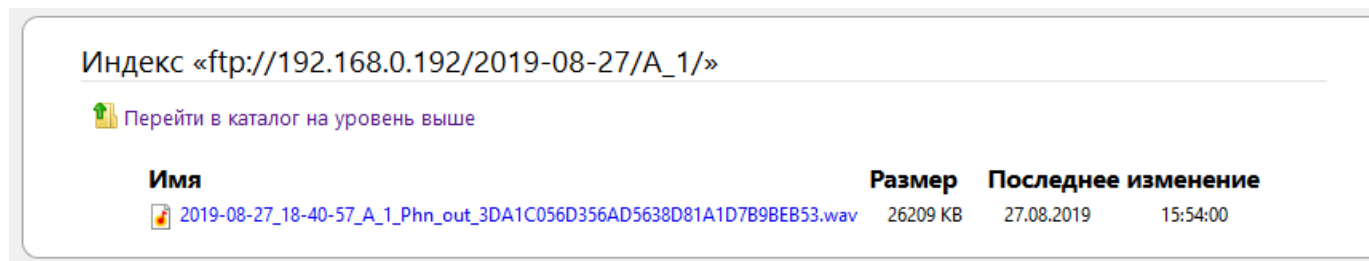 Индекс «ftp://192.168.0.192/2019-08-27/A_1/»
Перейти в каталог на уровень выше
Имя Размер Последнее изменение
2019-08-27_18-40-57_A_1_Phn_out_3DA1C056D356AD5638D81A1D7B9BEB53.wav 26209 KB 27.08.2019 15:54:00